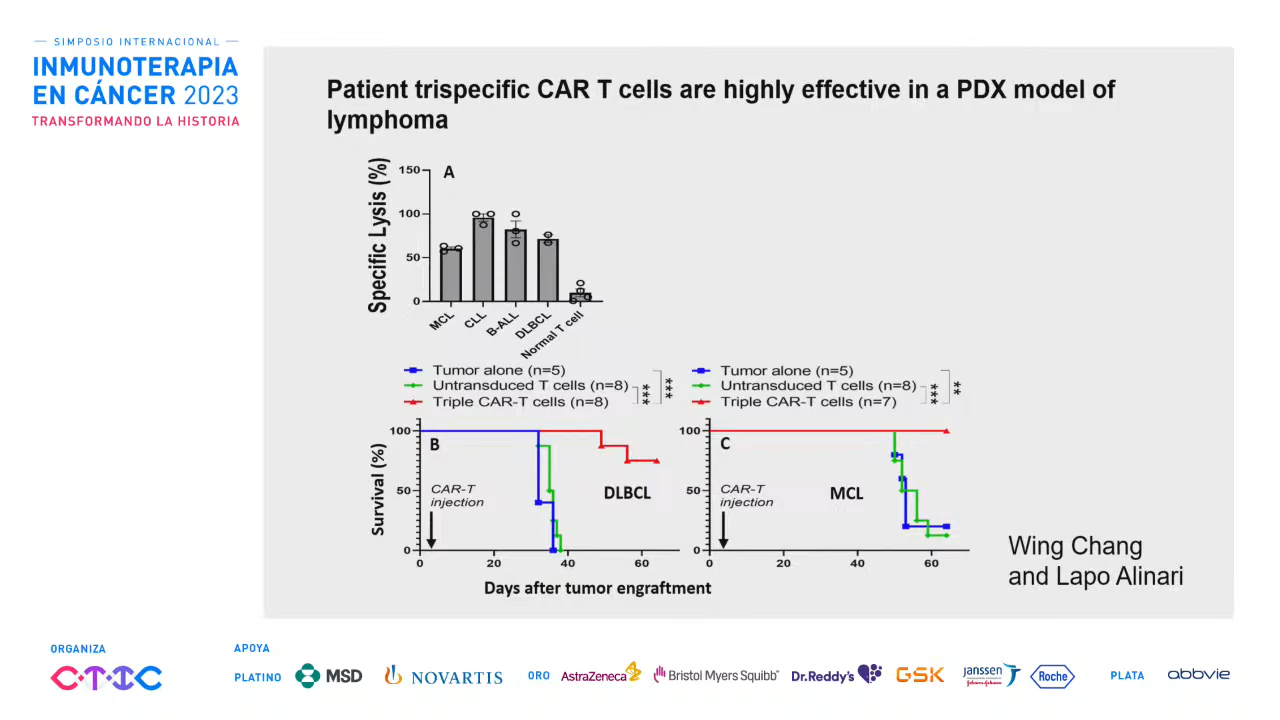 SIMPOSIO INTERNACIONAL
INMUNOTERAPIA
EN CÁNCER 2023
TRANSFORMANDO LA HISTORIA
Patient trispecific CAR T cells are highly effective in a PDX model of
lymphoma
A
Specific Lysis (%)
150
100
50
0
MCL
CLL
B-ALL
DLBCL
Normal T cell
Tumor alone (n=5)
Untransduced T cells (n=8)
Triple CAR-T cells (n=8)
***
***
Tumor alone (n=5)
Untransduced T cells (n=8)
Triple CAR-T cells (n=7)
***
**
B
Survival (%)
100
50
0
CAR-T
injection
DLBCL
0 20 40 60
C
100
50
0
CAR-T
injection
MCL
0 20 40 60
Days after tumor engraftment
Wing Chang
and Lapo Alinari
ORGANIZA
CTIC
APOYA
PLATINO
MSD
NOVARTIS
ORO
AstraZeneca
Bristol Myers Squibb
Dr.Reddy's
GSK
Janssen
Johnson & Johnson
Roche
PLATA
abbvie